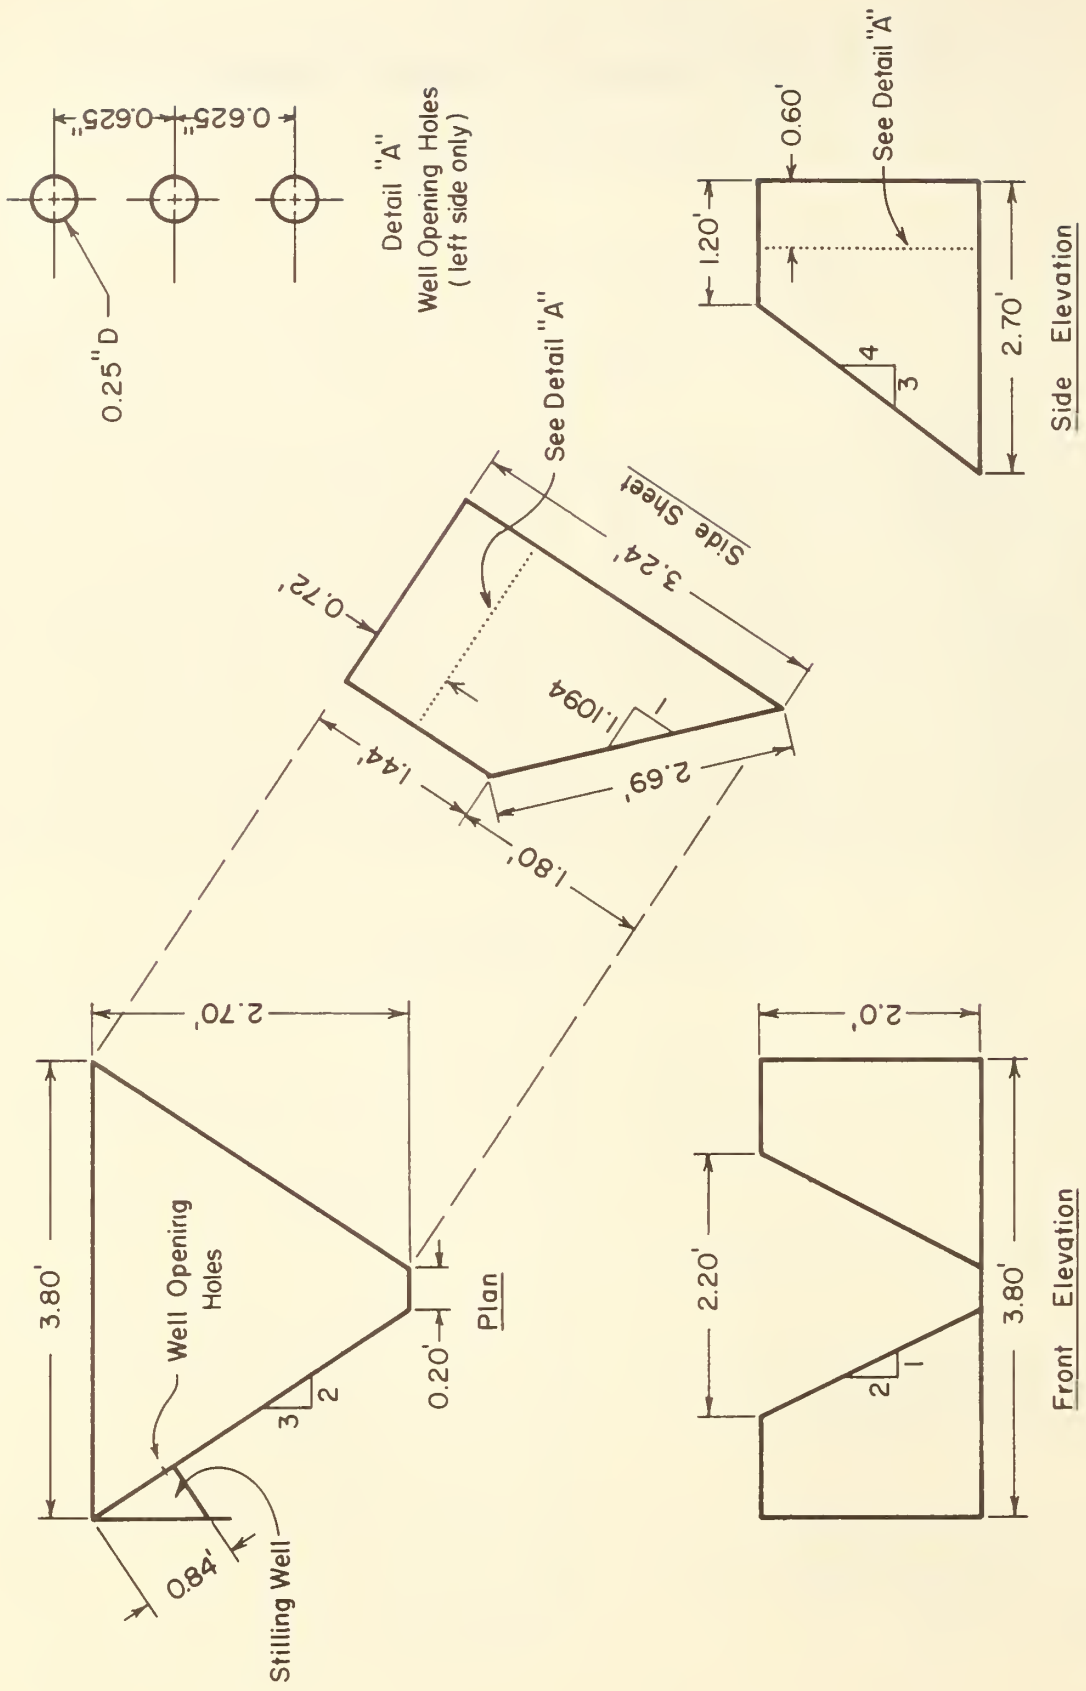 3.80'
Well Opening
Holes
2.70'
3
2
0.84'
Stilling Well
0.20'
Plan
1.44'
0.72'
1.80'
2.69'
1.1094
1
3.24'
Side Sheet
See Detail "A"
0.25" D
0.625"
0.625"
Detail "A"
Well Opening Holes
(left side only)
2.20'
2.0'
2
1
3.80'
Front Elevation
1.20'
0.60'
4
3
See Detail "A"
2.70'
Side Elevation